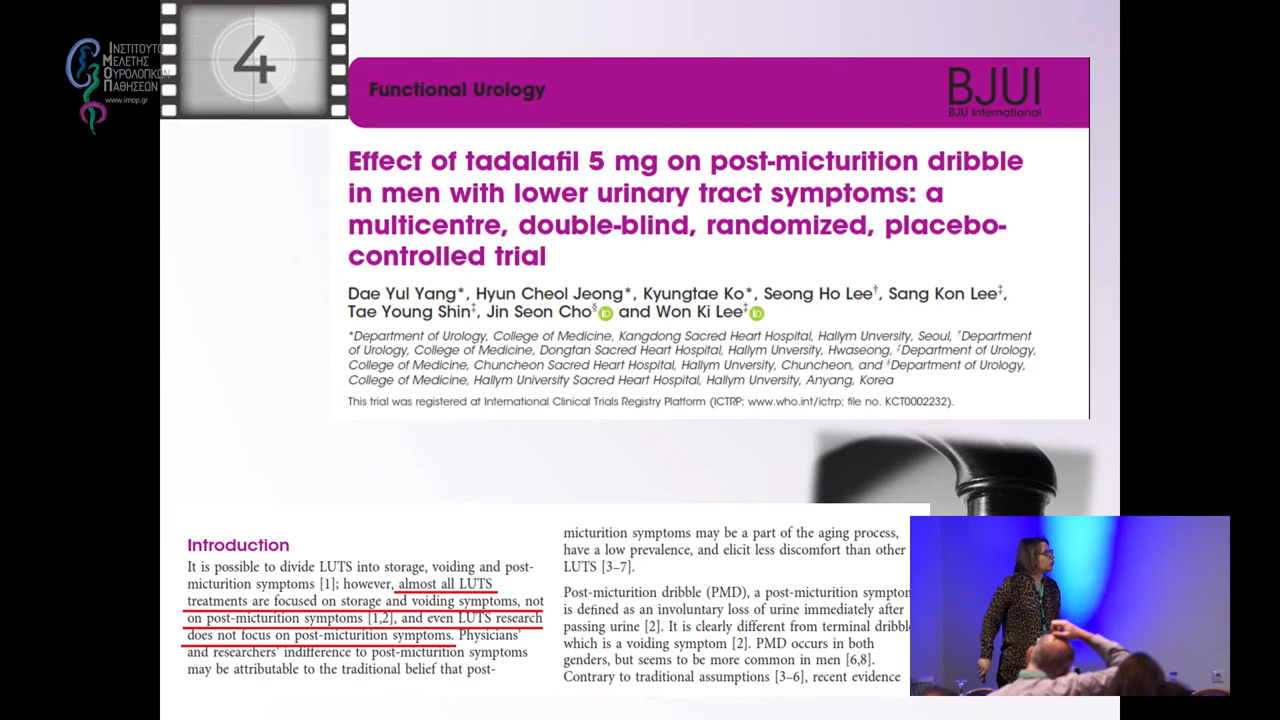 ΙΝΣΤΙΤΟΥΤΟ
ΜΕΛΕΤΗΣ
ΟΥΡΟΛΟΓΙΚΩΝ
ΠΑΘΗΣΕΩΝ
www.imop.gr
4
Functional Urology
BJUI
BJU International
Effect of tadalafil 5 mg on post-micturition dribble
in men with lower urinary tract symptoms: a
multicentre, double-blind, randomized, placebo-
controlled trial
Dae Yul Yang*, Hyun Cheol Jeong*, Kyungtae Ko*, Seong Ho Lee†, Sang Kon Lee‡,
Tae Young Shin‡, Jin Seon Cho§ iD and Won Ki Lee‡ iD
*Department of Urology, College of Medicine, Kangdong Sacred Heart Hospital, Hallym Unversity, Seoul, †Department
of Urology, College of Medicine, Dongtan Sacred Heart Hospital, Hallym Unversity, Hwaseong, ‡Department of Urology,
College of Medicine, Chuncheon Sacred Heart Hospital, Hallym Unversity, Chuncheon, and §Department of Urology,
College of Medicine, Hallym University Sacred Heart Hospital, Hallym Unversity, Anyang, Korea
This trial was registered at International Clinical Trials Registry Platform (ICTRP; www.who.int/ictrp; file no. KCT0002232).
Introduction
It is possible to divide LUTS into storage, voiding and post-
micturition symptoms [1]; however, almost all LUTS
treatments are focused on storage and voiding symptoms, not
on post-micturition symptoms [1,2], and even LUTS research
does not focus on post-micturition symptoms. Physicians'
and researchers' indifference to post-micturition symptoms
may be attributable to the traditional belief that post-
micturition symptoms may be a part of the aging process,
have a low prevalence, and elicit less discomfort than other
LUTS [3–7].
Post-micturition dribble (PMD), a post-micturition symptom
is defined as an involuntary loss of urine immediately after
passing urine [2]. It is clearly different from terminal dribble
which is a voiding symptom [2]. PMD occurs in both
genders, but seems to be more common in men [6,8].
Contrary to traditional assumptions [3–6], recent evidence